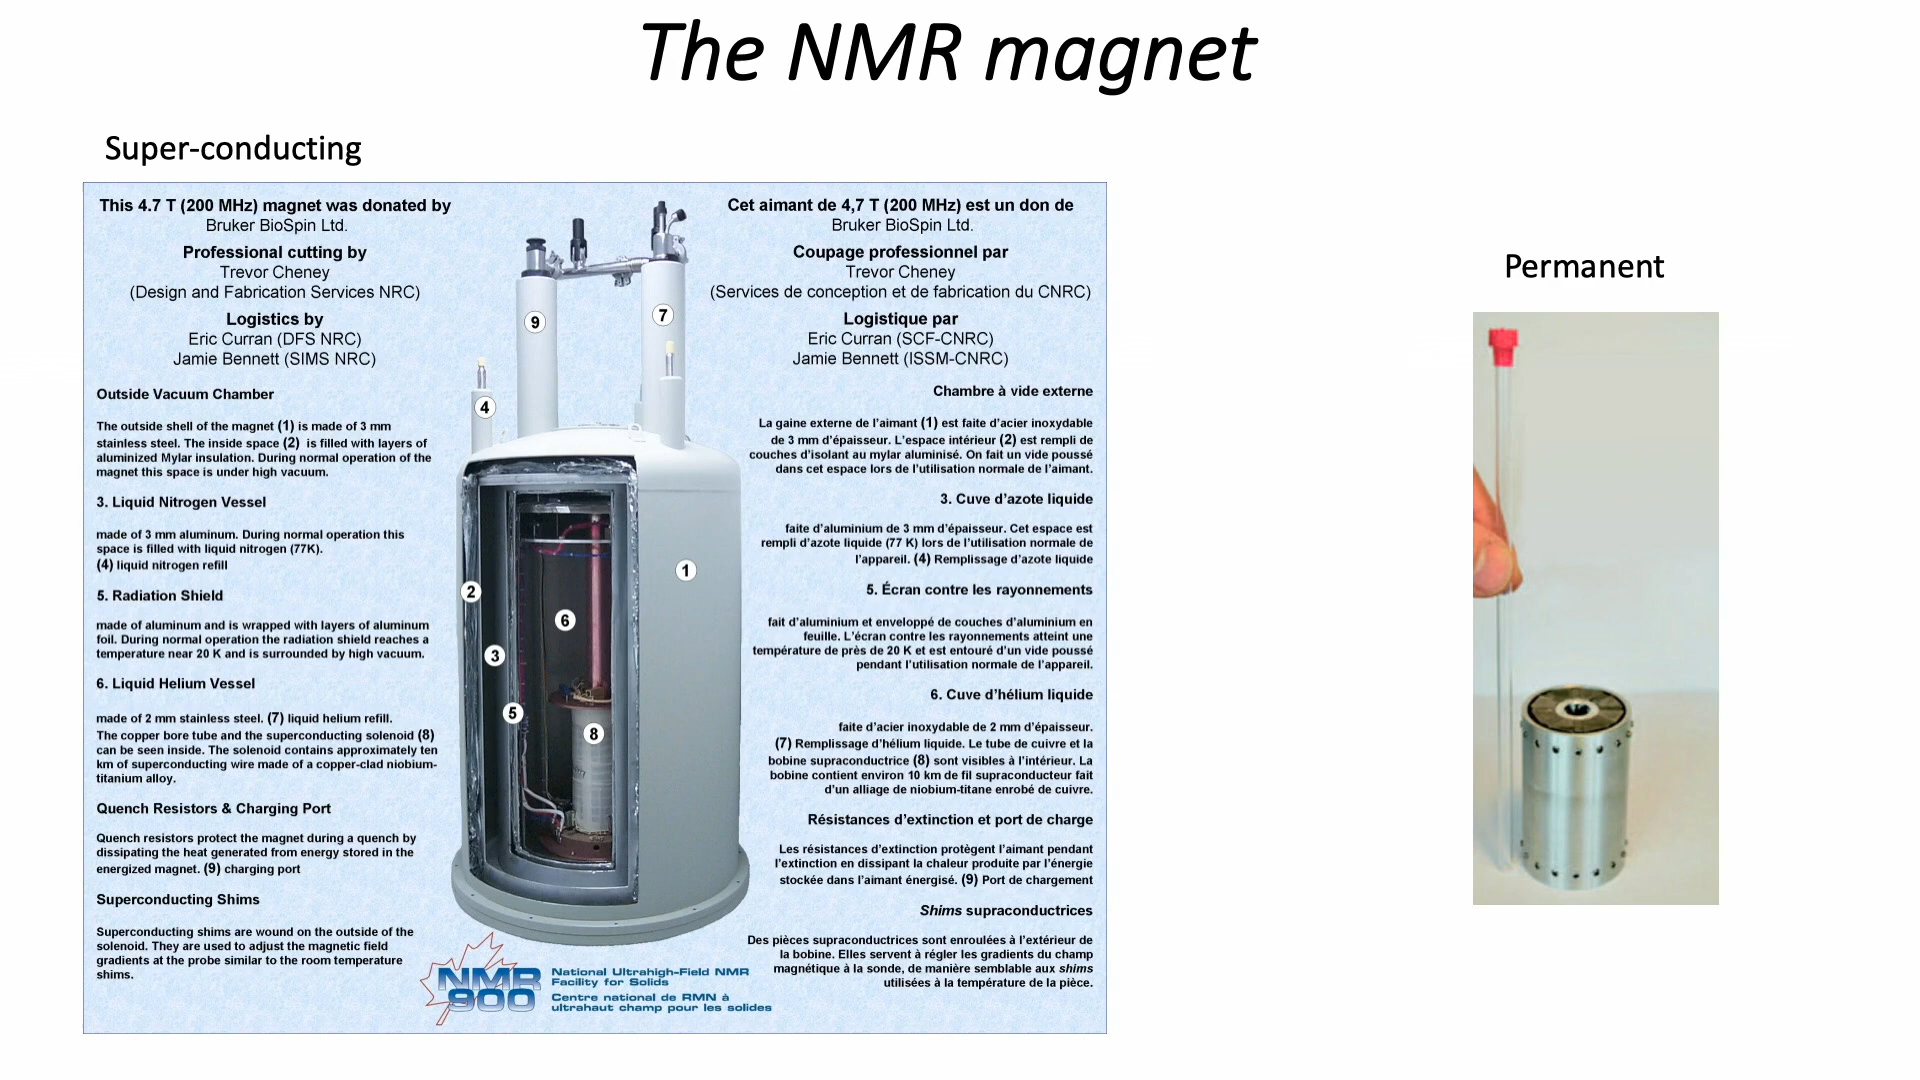 The NMR magnet
Super-conducting
This 4.7 T (200 MHz) magnet was donated by
Bruker BioSpin Ltd.
Professional cutting by
Trevor Cheney
(Design and Fabrication Services NRC)
Logistics by
Eric Curran (DFS NRC)
Jamie Bennett (SIMS NRC)
Outside Vacuum Chamber
The outside shell of the magnet (1) is made of 3 mm
stainless steel. The inside space (2) is filled with layers of
aluminized Mylar insulation. During normal operation of the
magnet this space is under high vacuum.
3. Liquid Nitrogen Vessel
made of 3 mm aluminum. During normal operation this
space is filled with liquid nitrogen (77K).
(4) liquid nitrogen refill
5. Radiation Shield
made of aluminum and is wrapped with layers of aluminum
foil. During normal operation the radiation shield reaches a
temperature near 20 K and is surrounded by high vacuum.
6. Liquid Helium Vessel
made of 2 mm stainless steel. (7) liquid helium refill.
The copper bore tube and the superconducting solenoid (8)
can be seen inside. The solenoid contains approximately ten
km of superconducting wire made of a copper-clad niobium-
titanium alloy.
Quench Resistors & Charging Port
Quench resistors protect the magnet during a quench by
dissipating the heat generated from energy stored in the
energized magnet. (9) charging port
Superconducting Shims
Superconducting shims are wound on the outside of the
solenoid. They are used to adjust the magnetic field
gradients at the probe similar to the room temperature
shims.
9
7
4
1
2
6
3
5
8
NMR
900
National Ultrahigh-Field NMR
Facility for Solids
Centre national de RMN à
ultrahaut champ pour les solides
Cet aimant de 4,7 T (200 MHz) est un don de
Bruker BioSpin Ltd.
Coupage professionnel par
Trevor Cheney
(Services de conception et de fabrication du CNRC)
Logistique par
Eric Curran (SCF-CNRC)
Jamie Bennett (ISSM-CNRC)
Chambre à vide externe
La gaine externe de l'aimant (1) est faite d'acier inoxydable
de 3 mm d'épaisseur. L'espace intérieur (2) est rempli de
couches d'isolant au mylar aluminisé. On fait un vide poussé
dans cet espace lors de l'utilisation normale de l'aimant.
3. Cuve d'azote liquide
faite d'aluminium de 3 mm d'épaisseur. Cet espace est
rempli d'azote liquide (77 K) lors de l'utilisation normale de
l'appareil. (4) Remplissage d'azote liquide
5. Écran contre les rayonnements
fait d'aluminium et enveloppé de couches d'aluminium en
feuille. L'écran contre les rayonnements atteint une
température de près de 20 K et est entouré d'un vide poussé
pendant l'utilisation normale de l'appareil.
6. Cuve d'hélium liquide
faite d'acier inoxydable de 2 mm d'épaisseur.
(7) Remplissage d'hélium liquide. Le tube de cuivre et la
bobine supraconductrice (8) sont visibles à l'intérieur. La
bobine contient environ 10 km de fil supraconducteur fait
d'un alliage de niobium-titane enrobé de cuivre.
Résistances d'extinction et port de charge
Les résistances d'extinction protègent l'aimant pendant
l'extinction en dissipant la chaleur produite par l'énergie
stockée dans l'aimant énergisé. (9) Port de chargement
Shims supraconductrices
Des pièces supraconductrices sont enroulées à l'extérieur de
la bobine. Elles servent à régler les gradients du champ
magnétique à la sonde, de manière semblable aux shims
utilisées à la température de la pièce.
Permanent